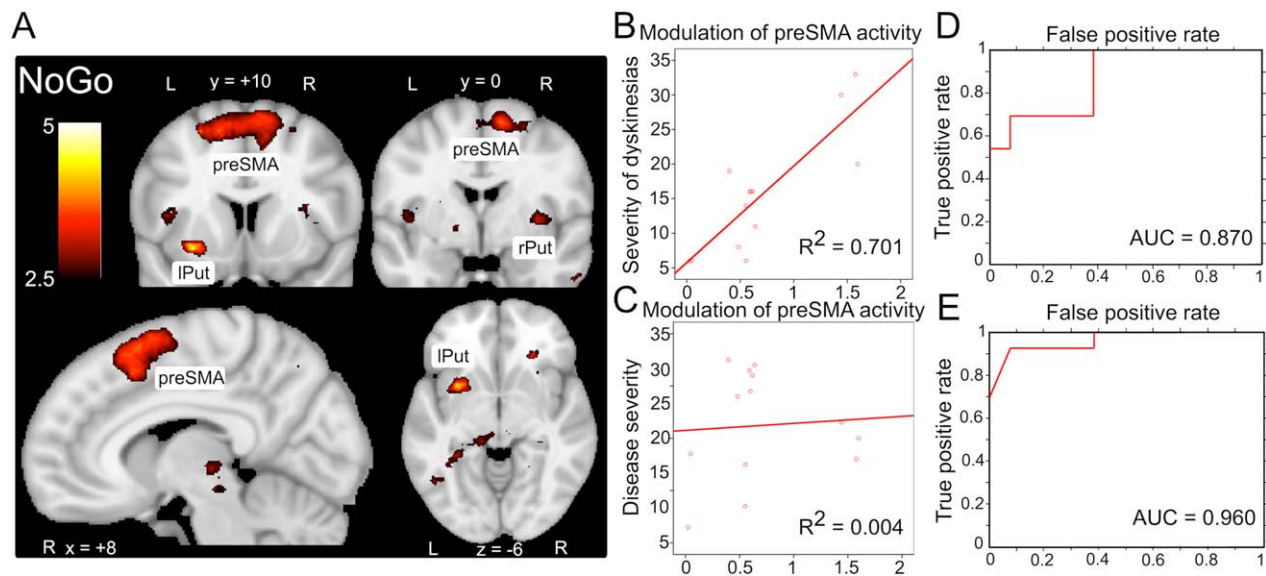 A
NoGo
5
2.5
L y = +10 R
preSMA
lPut
L y = 0 R
preSMA
rPut
preSMA
R x = +8
lPut
L z = -6 R
B
Modulation of preSMA activity
Severity of dyskinesias
35
30
25
20
15
10
5
R² = 0.701
0 0.5 1 1.5 2
C
Modulation of preSMA activity
Disease severity
35
30
25
20
15
10
5
R² = 0.004
0 0.5 1 1.5 2
D
False positive rate
True positive rate
1
0.8
0.6
0.4
0.2
0
AUC = 0.870
0 0.2 0.4 0.6 0.8 1
E
False positive rate
True positive rate
1
0.8
0.6
0.4
0.2
0
AUC = 0.960
0 0.2 0.4 0.6 0.8 1